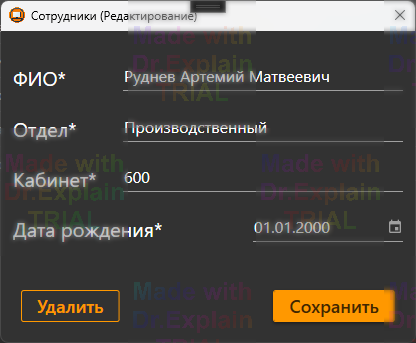 Сотрудники (Редактирование)
ФИО* Руднев Артемий Матвеевич
Отдел* Производственный
Кабинет* 600
Дата рождения* 01.01.2000
Удалить Сохранить
Made with
Dr.Explain
TRIAL
Made with
Dr.Explain
TRIAL
Made with
Dr.Explain
TRIAL
Made with
Dr.Explain